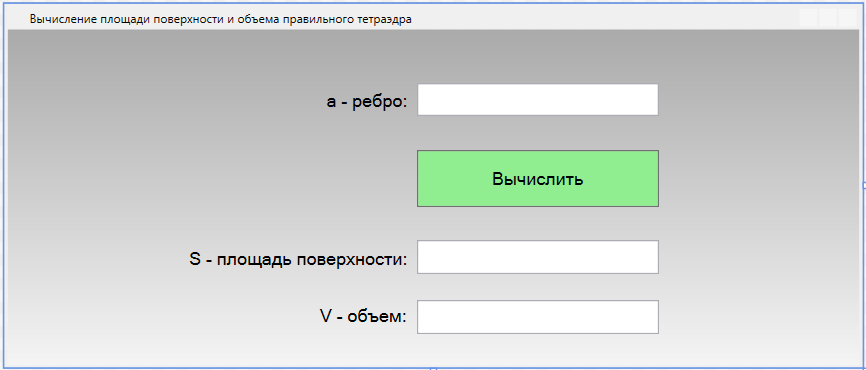 Вычисление площади поверхности и объема правильного тетраэдра
a - ребро:
Вычислить
S - площадь поверхности:
V - объем: